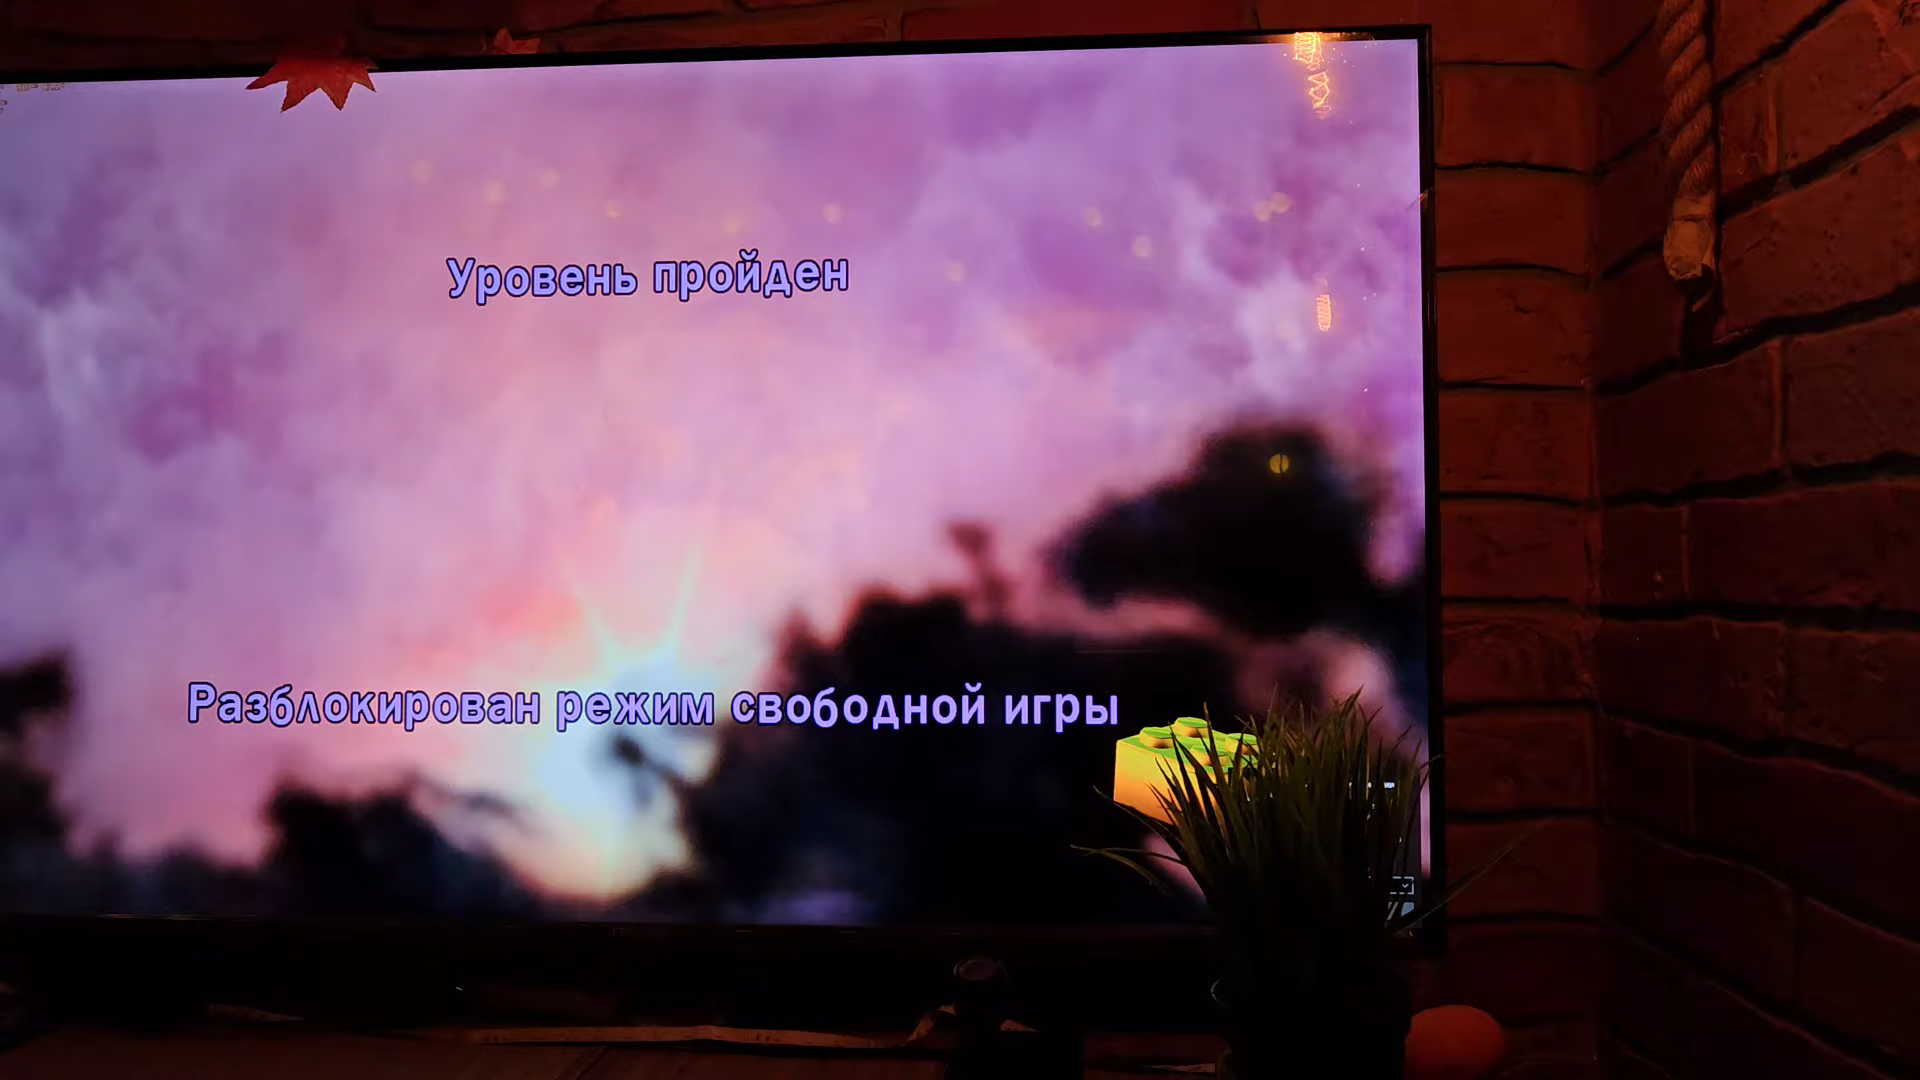 Уровень пройден
Разблокирован режим свободной игры